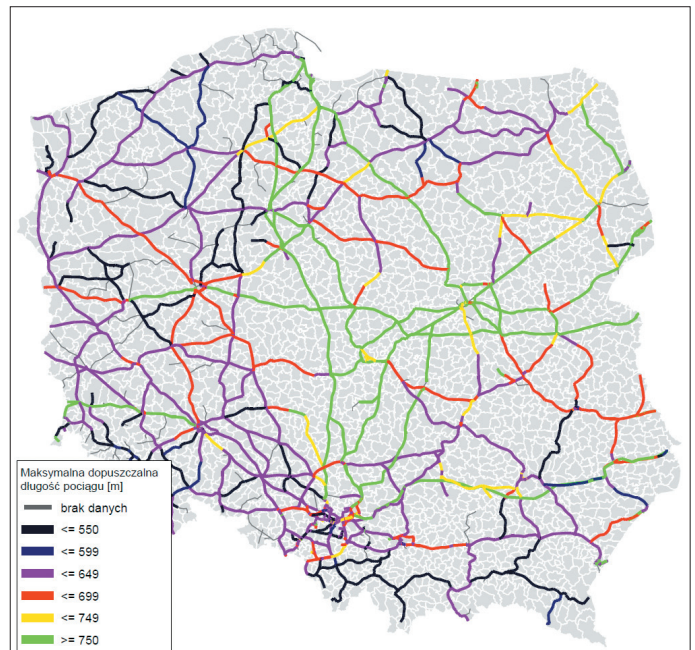 Maksymalna dopuszczalna
długość pociągu [m]
brak danych
<= 550
<= 599
<= 649
<= 699
<= 749
>= 750